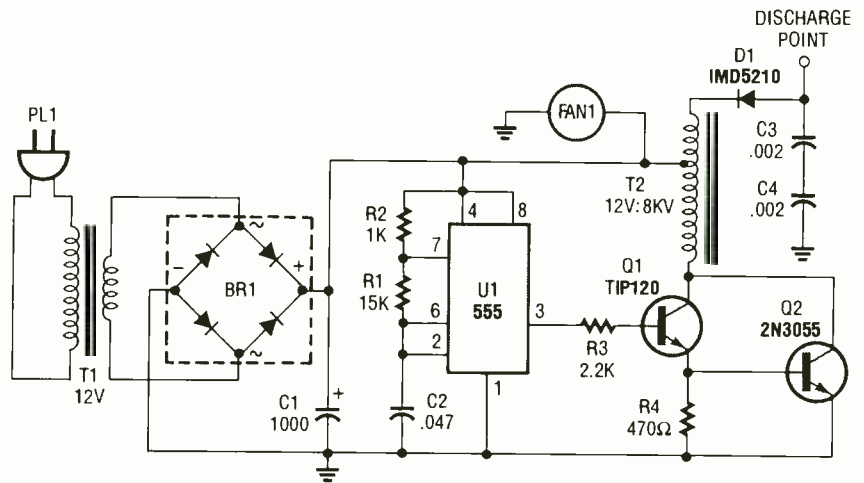 DISCHARGE
POINT
D1
IMD5210
PL1
FAN1
C3
.002
T2
12V:8KV
C4
.002
R2
1K
4
8
7
~
−
+
BR1
~
R1
15K
U1
555
Q1
TIP120
3
6
2
R3
2.2K
Q2
2N3055
T1
12V
C1
1000
+
C2
.047
1
R4
470Ω